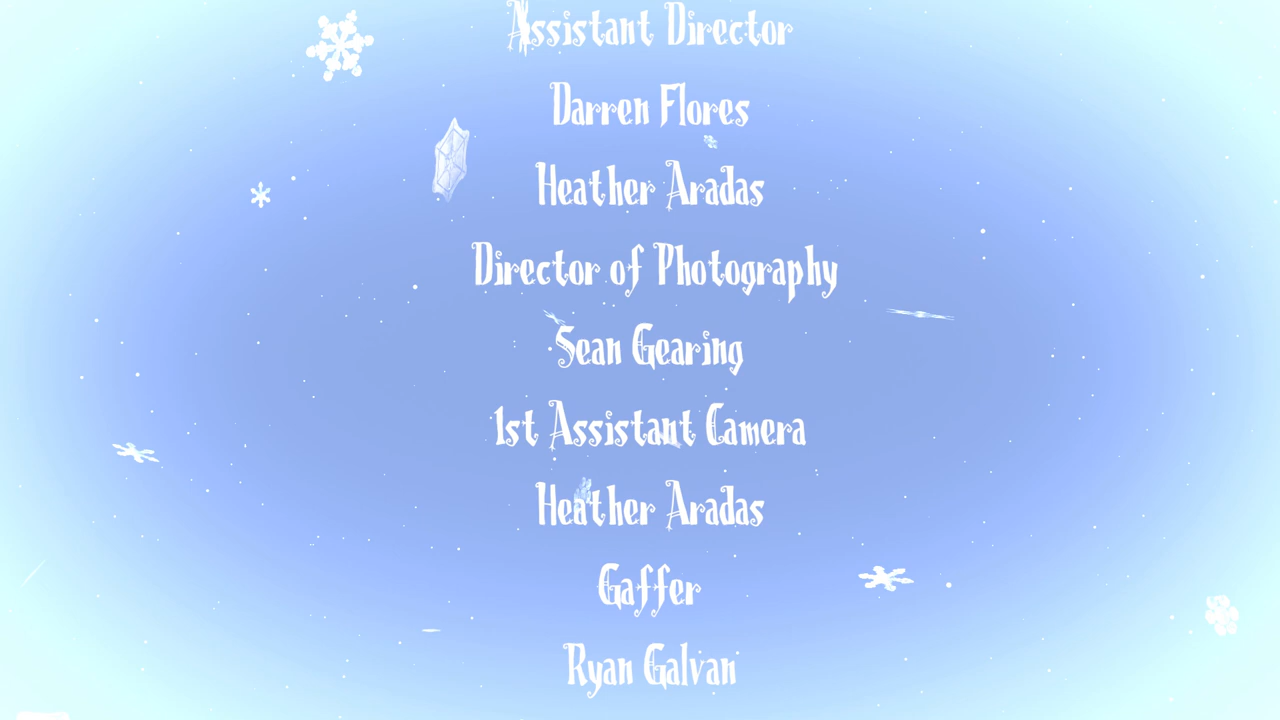 Assistant Director
Darren Flores
Heather Aradas
Director of Photography
Sean Gearing
1st Assistant Camera
Heather Aradas
Gaffer
Ryan Galvan